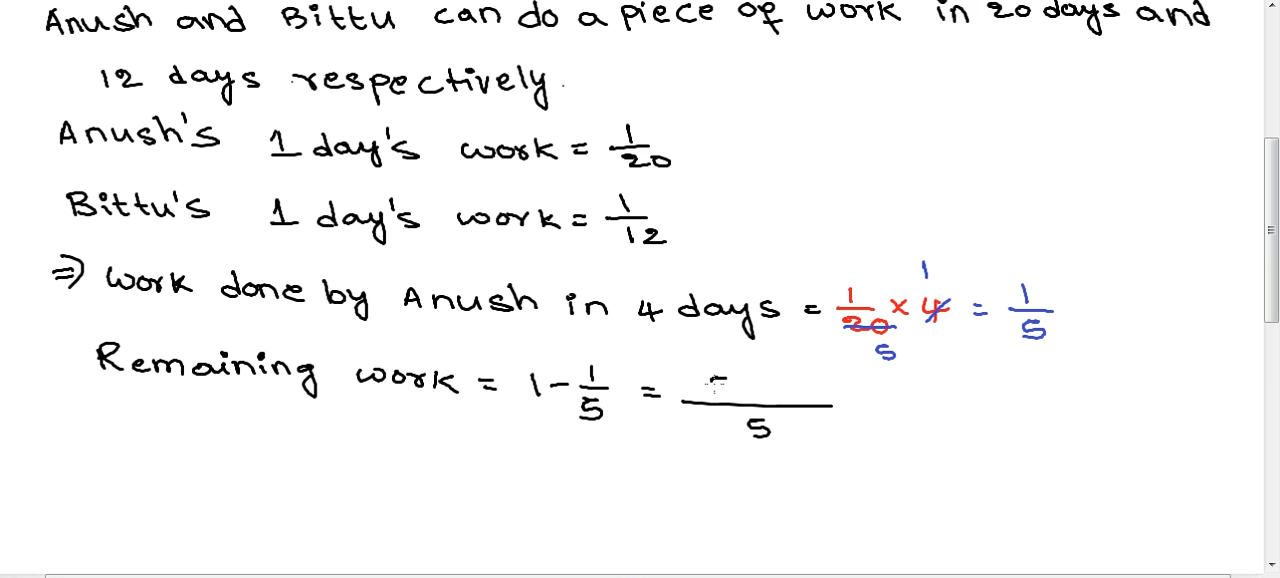 Anush and Bittu can do a piece of work in 20 days and
12 days respectively.
Anush's 1 day's work = 1/20
Bittu's 1 day's work = 1/12
⇒ work done by Anush in 4 days = 1/20 5 × 4 1 = 1/5
Remaining work = 1 - 1/5 = /5